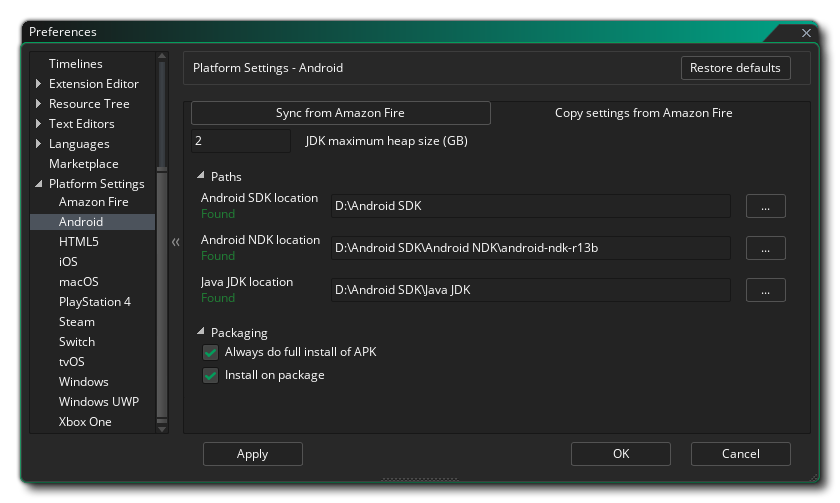 Preferences
Timelines
Extension Editor
Resource Tree
Text Editors
Languages
Marketplace
Platform Settings
Amazon Fire
Android
HTML5
iOS
macOS
PlayStation 4
Steam
Switch
tvOS
Windows
Windows UWP
Xbox One
Platform Settings - Android
Restore defaults
Sync from Amazon Fire
Copy settings from Amazon Fire
2
JDK maximum heap size (GB)
Paths
Android SDK location
Found
D:\Android SDK
...
Android NDK location
Found
D:\Android SDK\Android NDK\android-ndk-r13b
...
Java JDK location
Found
D:\Android SDK\Java JDK
...
Packaging
Always do full install of APK
Install on package
Apply
OK
Cancel